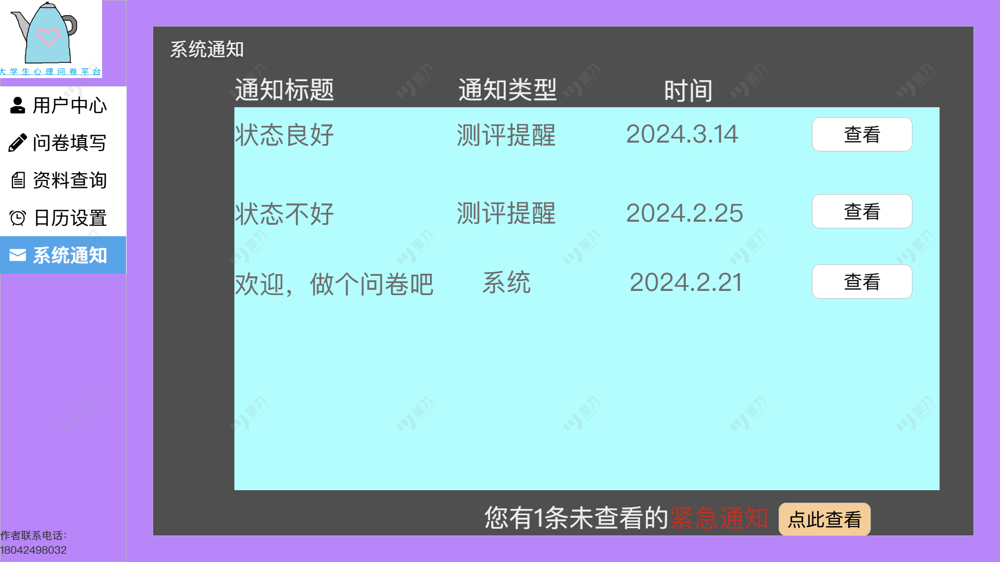 大学生心理问卷平台
用户中心
问卷填写
资料查询
日历设置
系统通知
作者联系电话：
18042498032
系统通知
通知标题 通知类型 时间
状态良好 测评提醒 2024.3.14 查看
状态不好 测评提醒 2024.2.25 查看
欢迎，做个问卷吧 系统 2024.2.21 查看
您有1条未查看的紧急通知 点此查看
墨刀